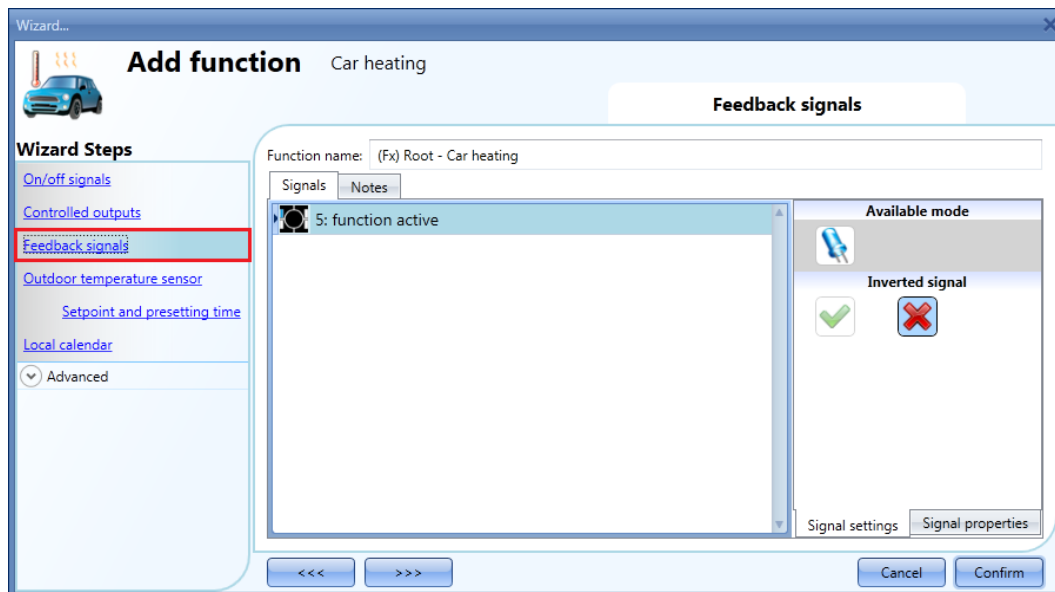 Wizard...
Add function Car heating
Feedback signals
Wizard Steps
On/off signals
Controlled outputs
Feedback signals
Outdoor temperature sensor
Setpoint and presetting time
Local calendar
Advanced
Function name: (Fx) Root - Car heating
Signals Notes
5: function active
Available mode
Inverted signal
Signal settings Signal properties
<<< >>> Cancel Confirm